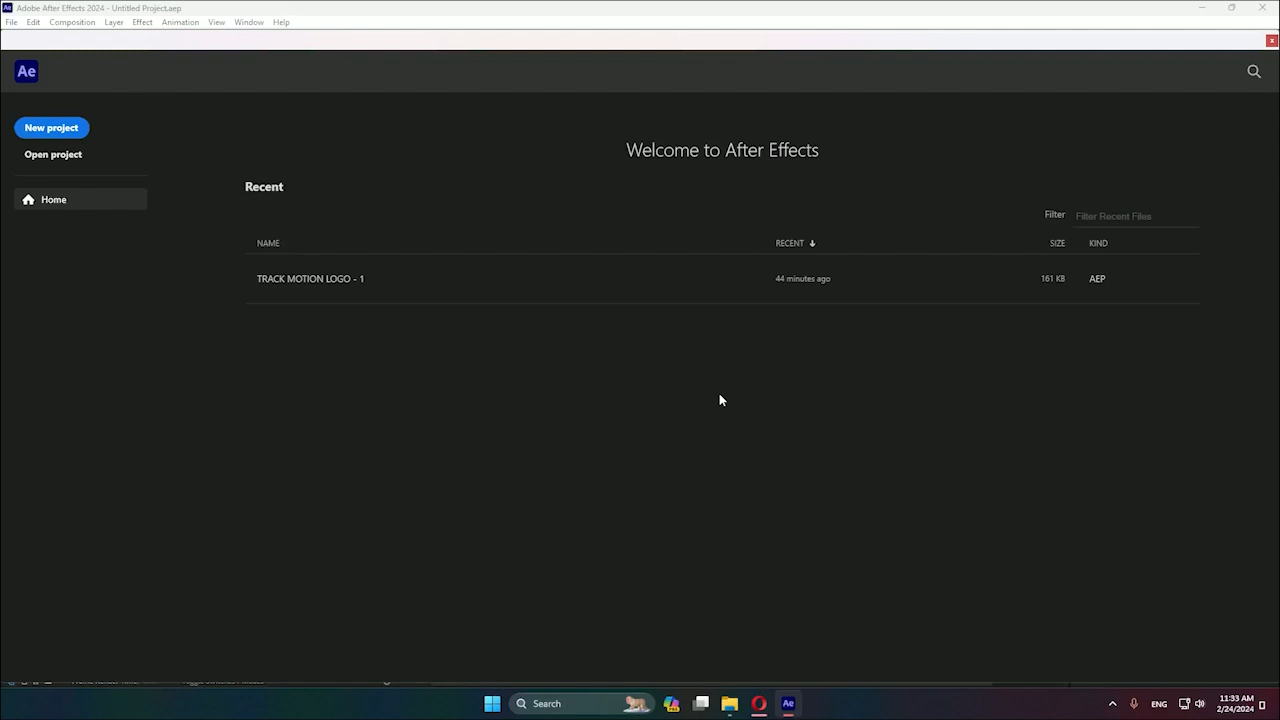 Adobe After Effects 2024 - Untitled Project.aep
File Edit Composition Layer Effect Animation View Window Help
x
Ae
New project
Open project
Home
Welcome to After Effects
Recent
Filter Filter Recent Files
NAME RECENT SIZE KIND
TRACK MOTION LOGO - 1 44 minutes ago 161 KB AEP
Search
Ae
ENG
11:33 AM
2/24/2024